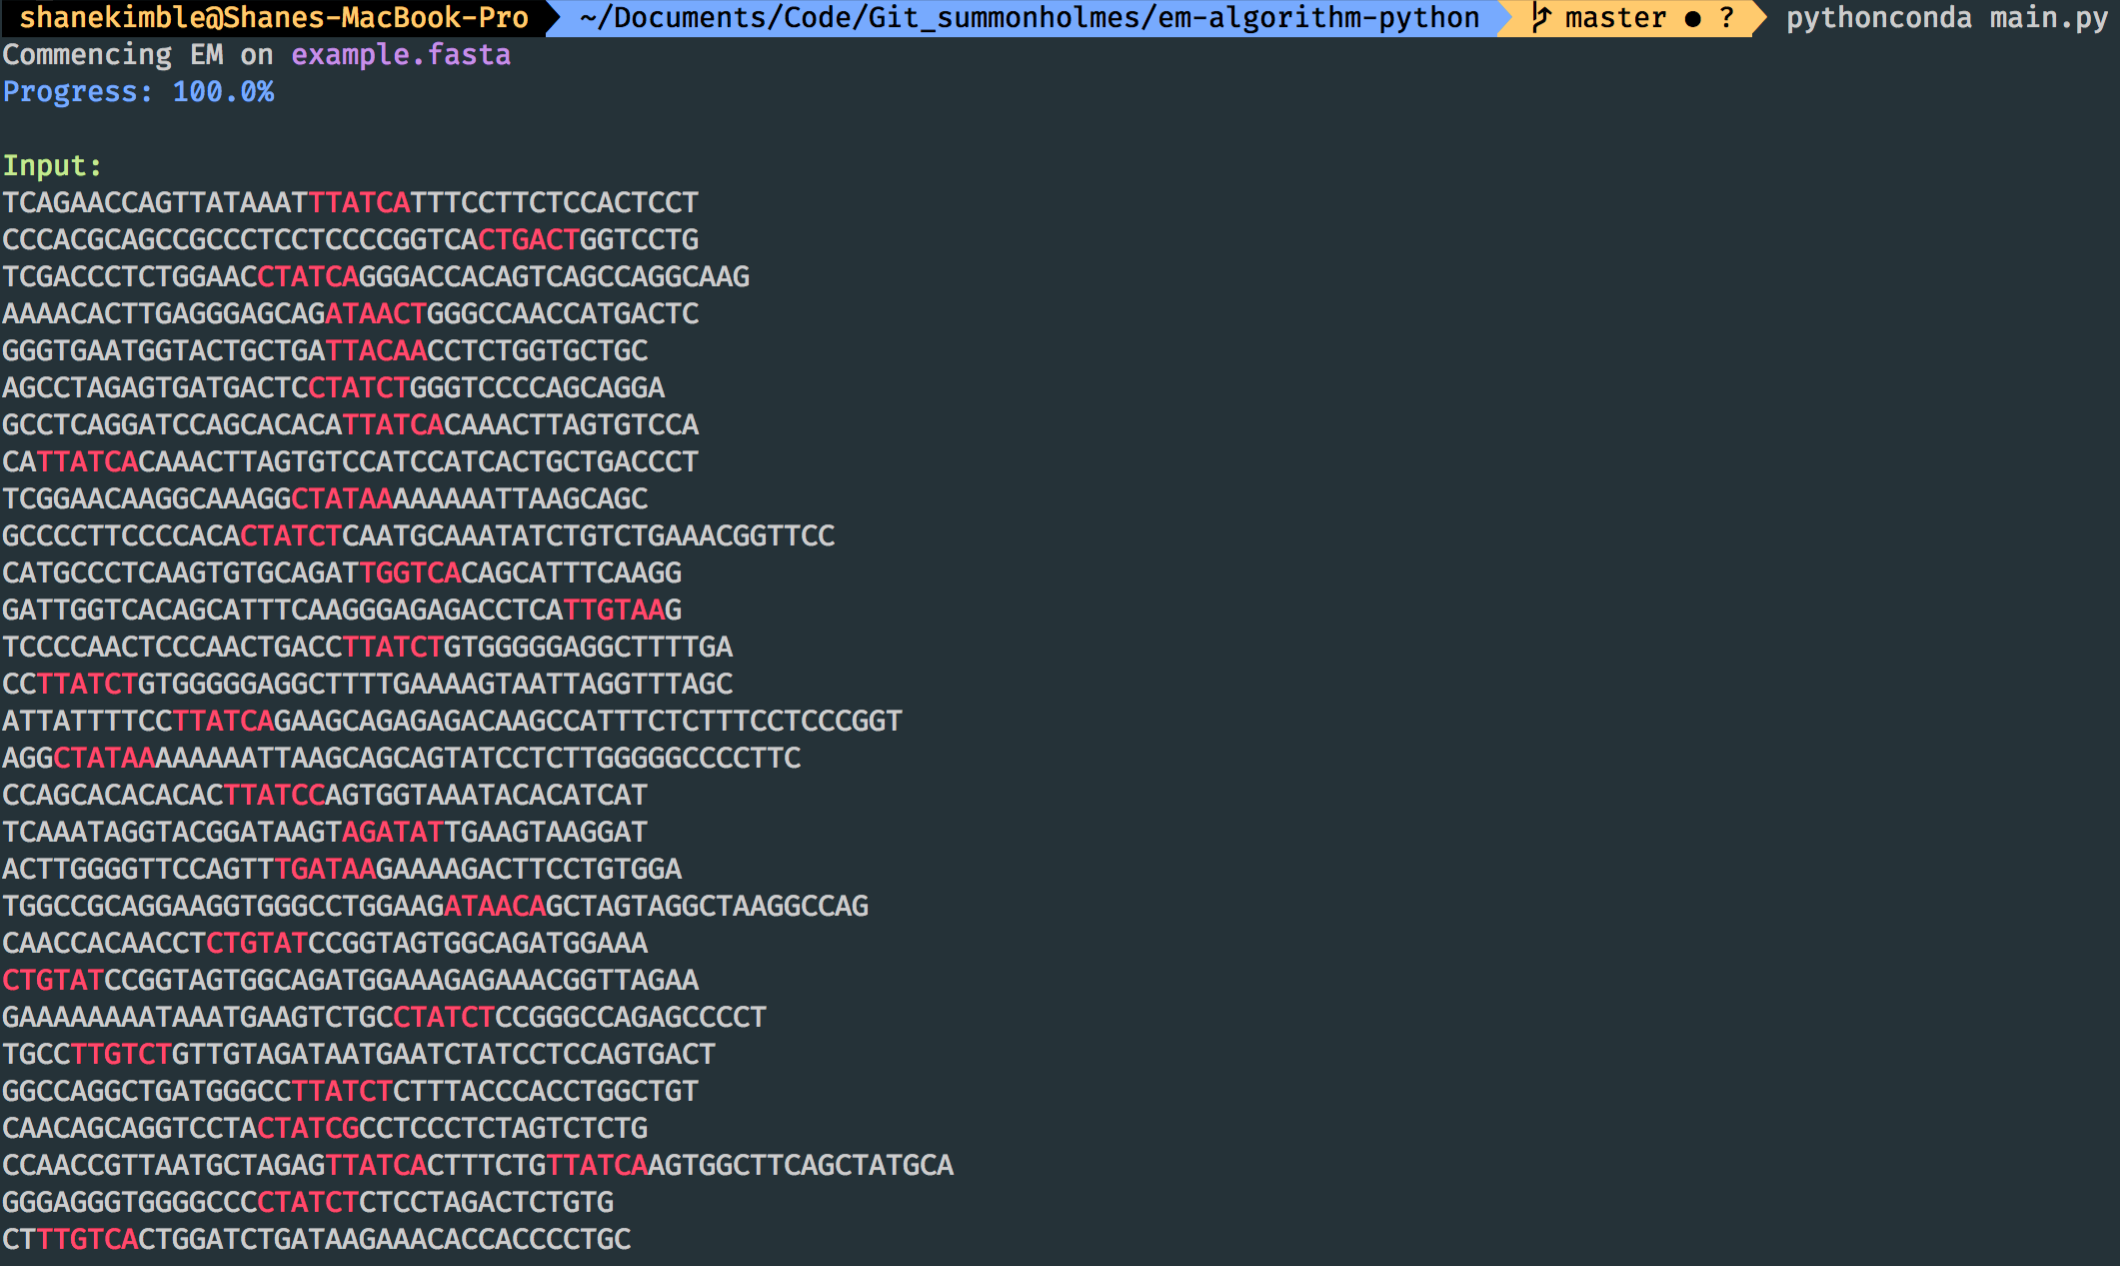 shanekimble@Shanes-MacBook-Pro ~/Documents/Code/Git_summonholmes/em-algorithm-python master ● ? pythonconda main.py
Commencing EM on example.fasta
Progress: 100.0%
Input:
TCAGAACCAGTTATAAATTTATCATTTCCTTCTCCACTCCT
CCCACGCAGCCGCCCTCCTCCCCGGTCACTGACTGGTCCTG
TCGACCCTCTGGAACCTATCAGGGACCACAGTCAGCCAGGCAAG
AAAACACTTGAGGGAGCAGATAACTGGGCCAACCATGACTC
GGGTGAATGGTACTGCTGATTACAACCTCTGGTGCTGC
AGCCTAGAGTGATGACTCCTATCTGGGTCCCCAGCAGGA
GCCTCAGGATCCAGCACACATTATCACAAACTTAGTGTCCA
CATTATCACAAACTTAGTGTCCATCCATCACTGCTGACCCT
TCGGAACAAGGCAAAGGCTATAAAAAAAATTAAGCAGC
GCCCCTTCCCCACACTATCTCAATGCAAATATCTGTCTGAAACGGTTCC
CATGCCCTCAAGTGTGCAGATTGGTCACAGCATTTCAAGG
GATTGGTCACAGCATTTCAAGGGAGAGACCTCATTGTAAG
TCCCCAACTCCCAACTGACCTTATCTGTGGGGGAGGCTTTTGA
CCTTATCTGTGGGGGAGGCTTTTGAAAAGTAATTAGGTTTAGC
ATTATTTTCCTTATCAGAAGCAGAGAGACAAGCCATTTCTCTTTCCTCCCGGT
AGGCTATAAAAAAAATTAAGCAGCAGTATCCTCTTGGGGGCCCCTTC
CCAGCACACACACTTATCCAGTGGTAAATACACATCAT
TCAAATAGGTACGGATAAGTAGATATTGAAGTAAGGAT
ACTTGGGGTTCCAGTTTGATAAGAAAAGACTTCCTGTGGA
TGGCCGCAGGAAGGTGGGCCTGGAAGATAACAGCTAGTAGGCTAAGGCCAG
CAACCACAACCTCTGTATCCGGTAGTGGCAGATGGAAA
CTGTATCCGGTAGTGGCAGATGGAAAGAGAAACGGTTAGAA
GAAAAAAAATAAATGAAGTCTGCCTATCTCCGGGCCAGAGCCCCT
TGCCTTGTCTGTTGTAGATAATGAATCTATCCTCCAGTGACT
GGCCAGGCTGATGGGCCTTATCTCTTTACCCACCTGGCTGT
CAACAGCAGGTCCTACTATCGCCTCCCTCTAGTCTCTG
CCAACCGTTAATGCTAGAGTTATCACTTTCTGTTATCAAGTGGCTTCAGCTATGCA
GGGAGGGTGGGGCCCCTATCTCTCCTAGACTCTGTG
CTTTGTCACTGGATCTGATAAGAAACACCACCCCTGC